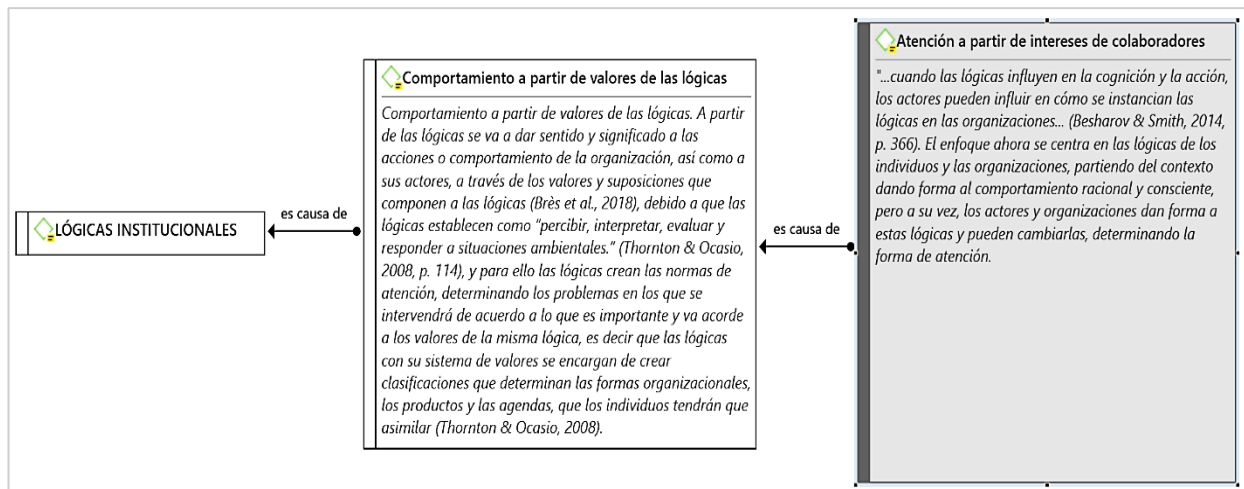 LÓGICAS INSTITUCIONALES
es causa de
Comportamiento a partir de valores de las lógicas
Comportamiento a partir de valores de las lógicas. A partir
de las lógicas se va a dar sentido y significado a las
acciones o comportamiento de la organización, así como a
sus actores, a través de los valores y suposiciones que
componen a las lógicas (Brès et al., 2018), debido a que las
lógicas establecen como “percibir, interpretar, evaluar y
responder a situaciones ambientales.” (Thornton & Ocasio,
2008, p. 114), y para ello las lógicas crean las normas de
atención, determinando los problemas en los que se
intervendrá de acuerdo a lo que es importante y va acorde
a los valores de la misma lógica, es decir que las lógicas
con su sistema de valores se encargan de crear
clasificaciones que determinan las formas organizacionales,
los productos y las agendas, que los individuos tendrán que
asimilar (Thornton & Ocasio, 2008).
es causa de
Atención a partir de intereses de colaboradores
"...cuando las lógicas influyen en la cognición y la acción,
los actores pueden influir en cómo se instancian las
lógicas en las organizaciones... (Besharov & Smith, 2014,
p. 366). El enfoque ahora se centra en las lógicas de los
individuos y las organizaciones, partiendo del contexto
dando forma al comportamiento racional y consciente,
pero a su vez, los actores y organizaciones dan forma a
estas lógicas y pueden cambiarlas, determinando la
forma de atención.